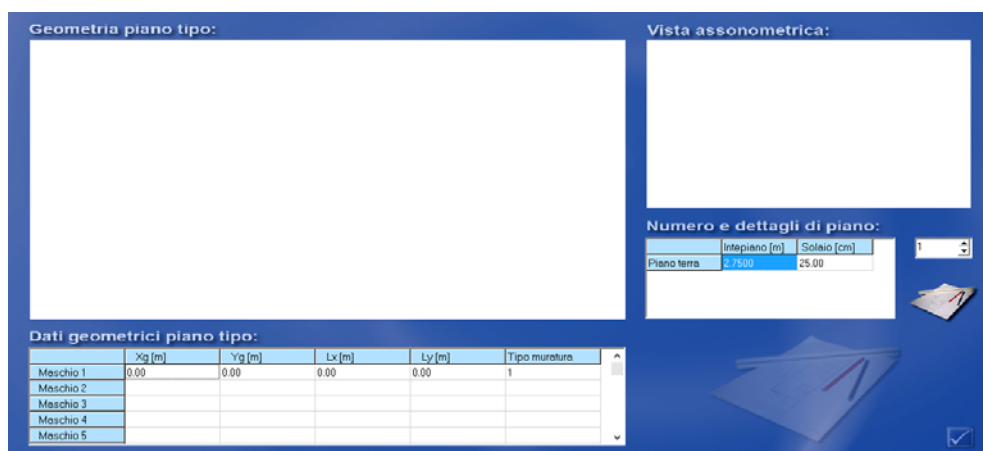 Geometria piano tipo:
Vista assonometrica:
Numero e dettagli di piano:
Intepiano [m] Solaio [cm] 1
Piano terra 2.7500 25.00
Dati geometrici piano tipo:
Xg [m] Yg [m] Lx [m] Ly [m] Tipo muratura
Maschio 1 0.00 0.00 0.00 0.00 1
Maschio 2
Maschio 3
Maschio 4
Maschio 5